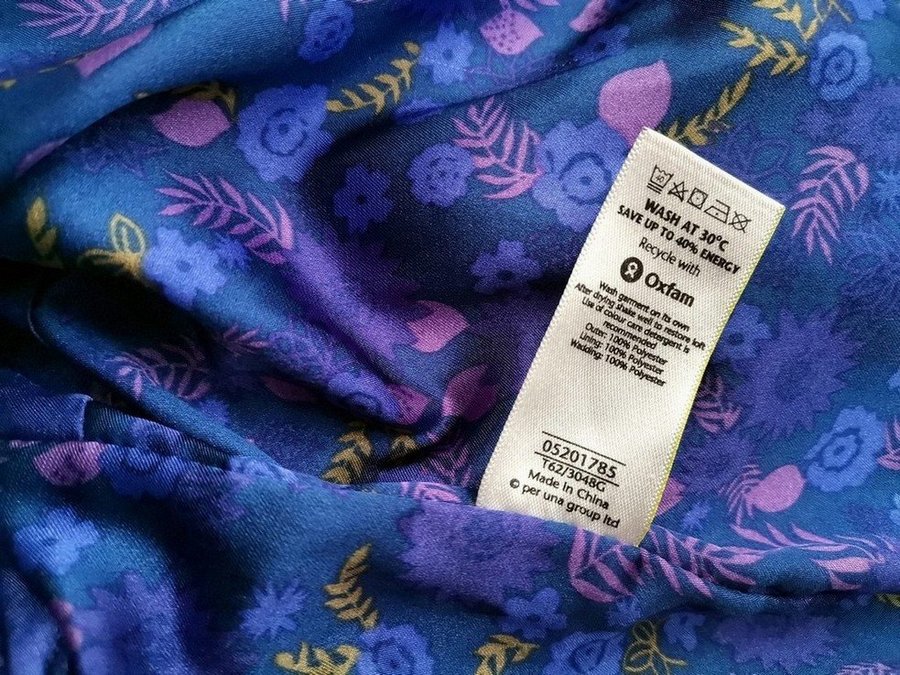 40
WASH AT 30°C
SAVE UP TO 40% ENERGY
Recycle with
Oxfam
Wash garment on its own
After drying shake well to restore loft
Use of colour care detergent is
recommended
Outer: 100% Polyester
Lining: 100% Polyester
Wadding: 100% Polyester
05201785
T62/3048G
Made In China
© per una group ltd